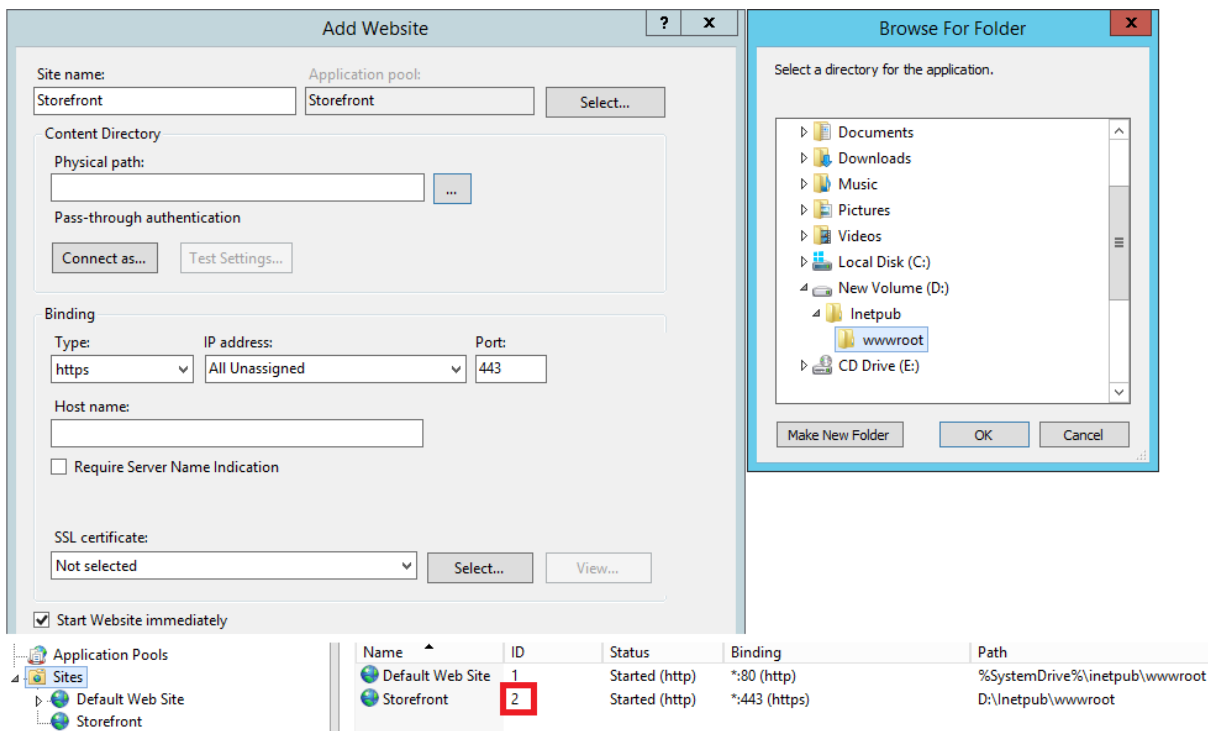 Add Website
?
x
Site name:
Application pool:
Storefront
Storefront
Select...
Content Directory
Physical path:
...
Pass-through authentication
Connect as...
Test Settings...
Binding
Type:
IP address:
Port:
https
All Unassigned
443
Host name:
Require Server Name Indication
SSL certificate:
Not selected
Select...
View...
Start Website immediately
Browse For Folder
x
Select a directory for the application.
Documents
Downloads
Music
Pictures
Videos
Local Disk (C:)
New Volume (D:)
Inetpub
wwwroot
CD Drive (E:)
Make New Folder
OK
Cancel
Application Pools
Sites
Default Web Site
Storefront
Name ID Status Binding Path
Default Web Site 1 Started (http) *:80 (http) %SystemDrive%\inetpub\wwwroot
Storefront 2 Started (http) *:443 (https) D:\Inetpub\wwwroot